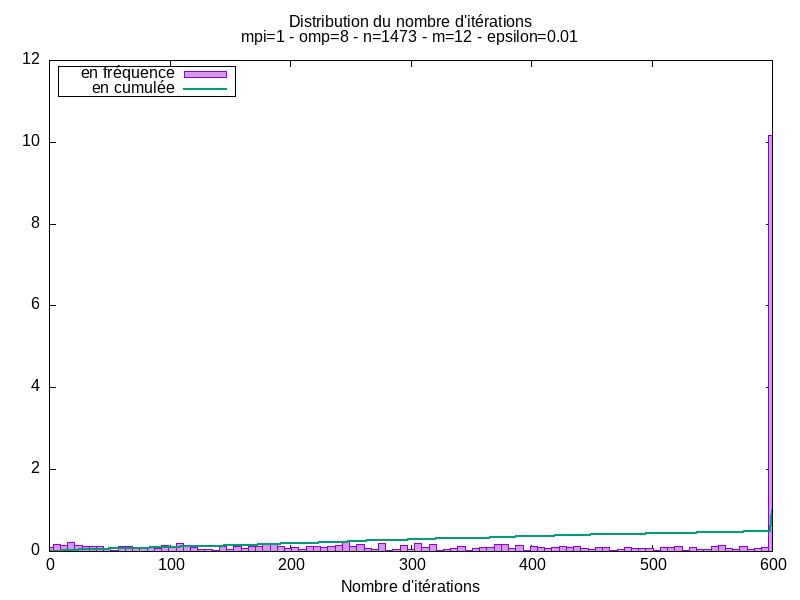 Distribution du nombre d'itérations
mpi=1 - omp=8 - n=1473 - m=12 - epsilon=0.01
12
10
8
6
4
2
0
en fréquence
en cumulée
0 100 200 300 400 500 600
Nombre d'itérations